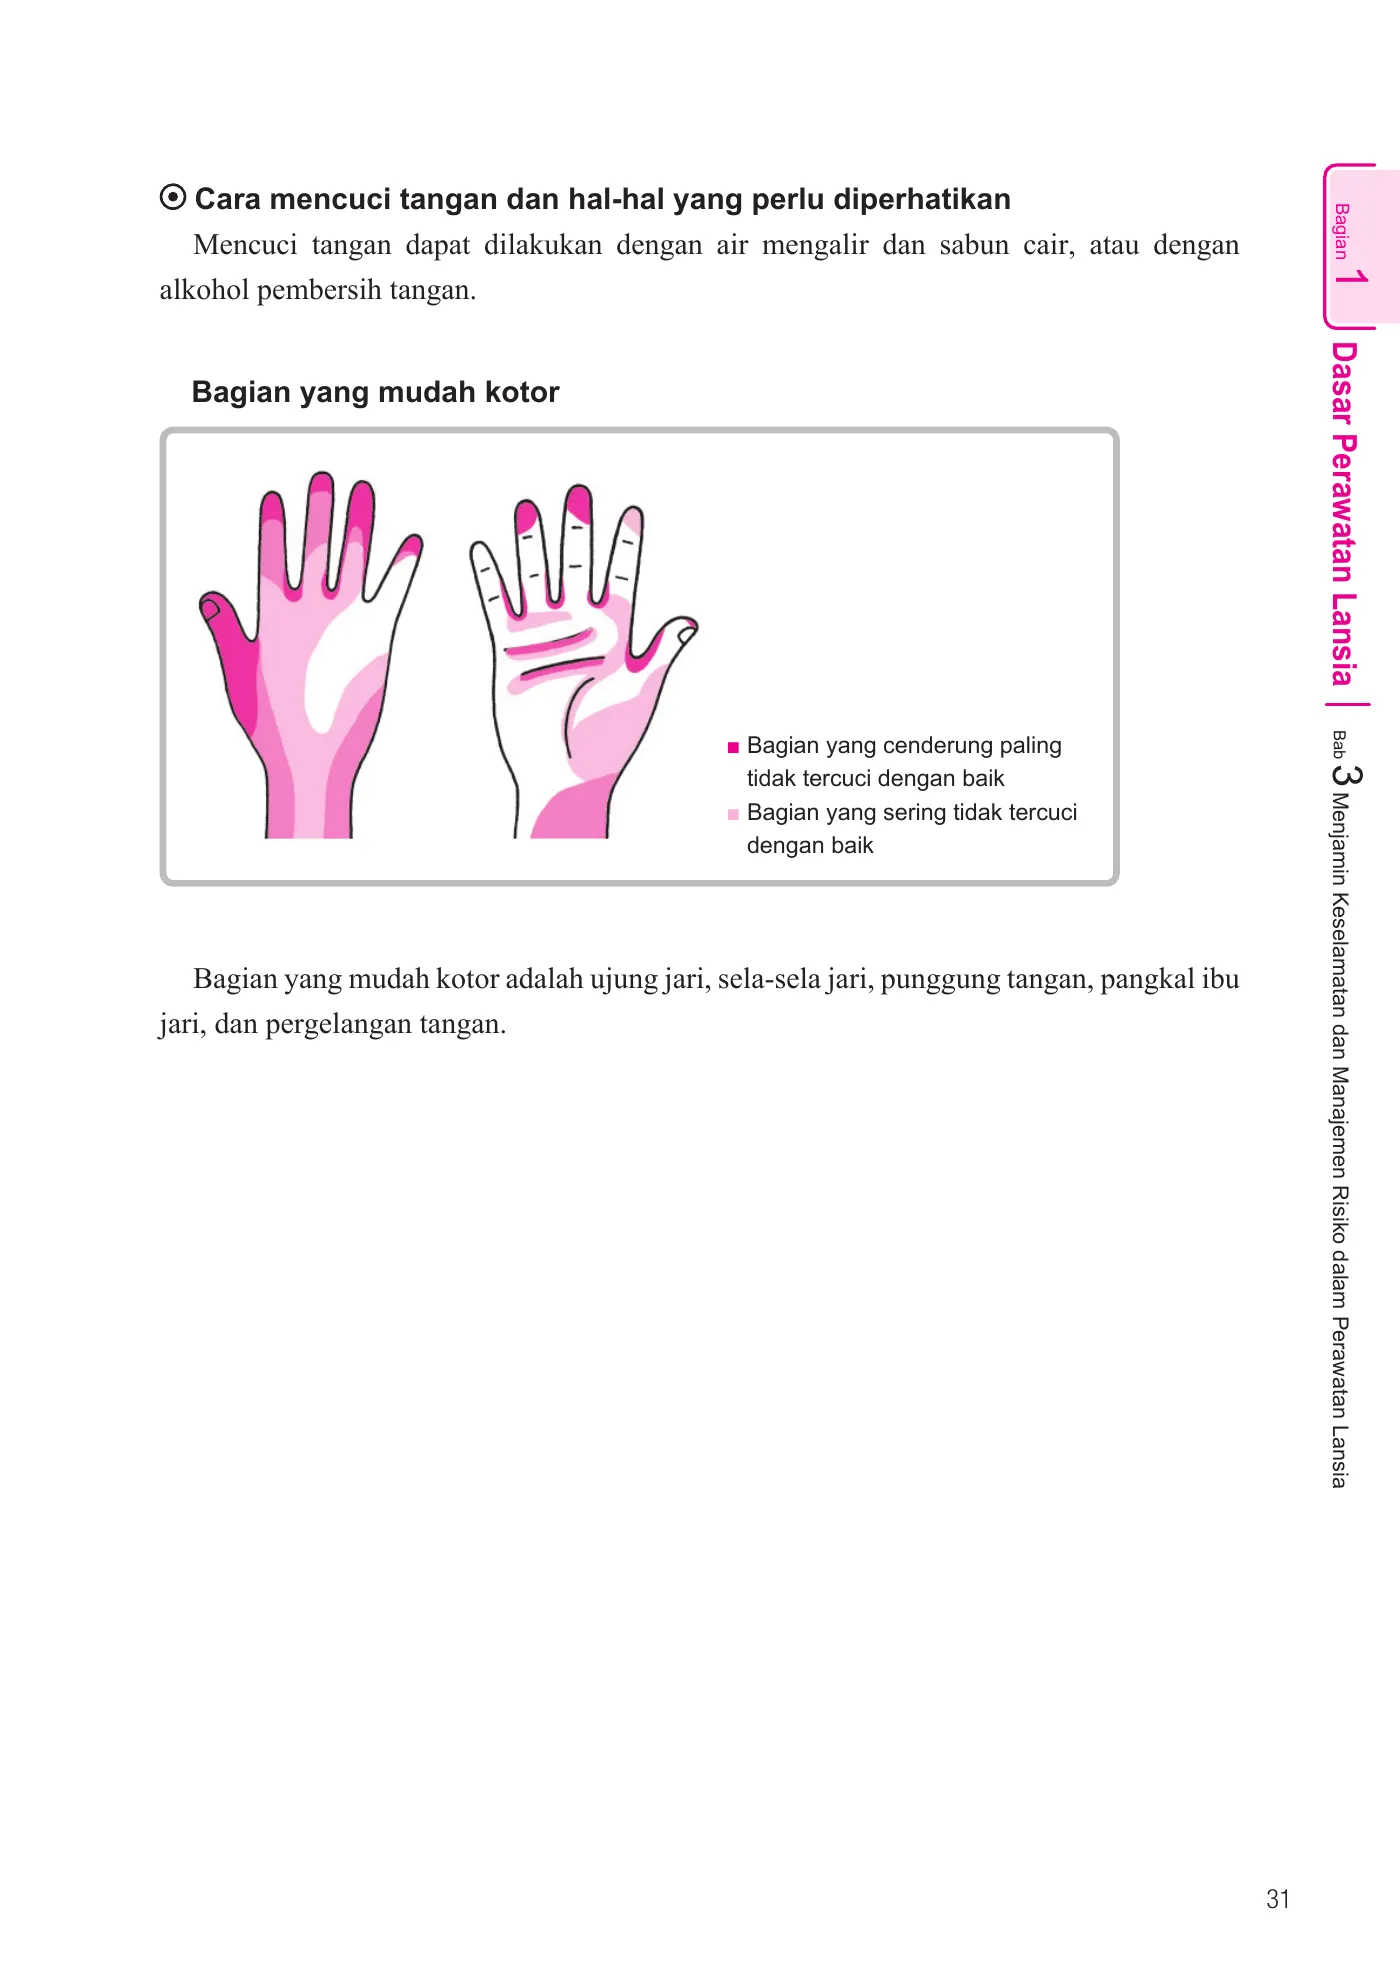 Cara mencuci tangan dan hal-hal yang perlu diperhatikan
Mencuci tangan dapat dilakukan dengan air mengalir dan sabun cair, atau dengan
alkohol pembersih tangan.
Bagian yang mudah kotor
Bagian yang cenderung paling
tidak tercuci dengan baik
Bagian yang sering tidak tercuci
dengan baik
Bagian yang mudah kotor adalah ujung jari, sela-sela jari, punggung tangan, pangkal ibu
jari, dan pergelangan tangan.
Bagian 1
Dasar Perawatan Lansia
Bab 3 Menjamin Keselamatan dan Manajemen Risiko dalam Perawatan Lansia
31